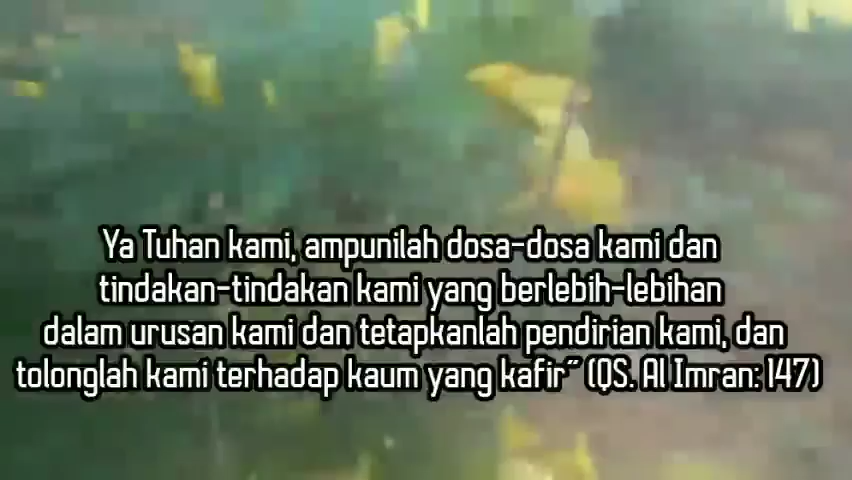 Ya Tuhan kami, ampunilah dosa-dosa kami dan
tindakan-tindakan kami yang berlebih-lebihan
dalam urusan kami dan tetapkanlah pendirian kami, dan
tolonglah kami terhadap kaum yang kafir" (QS. Al Imran: 147)